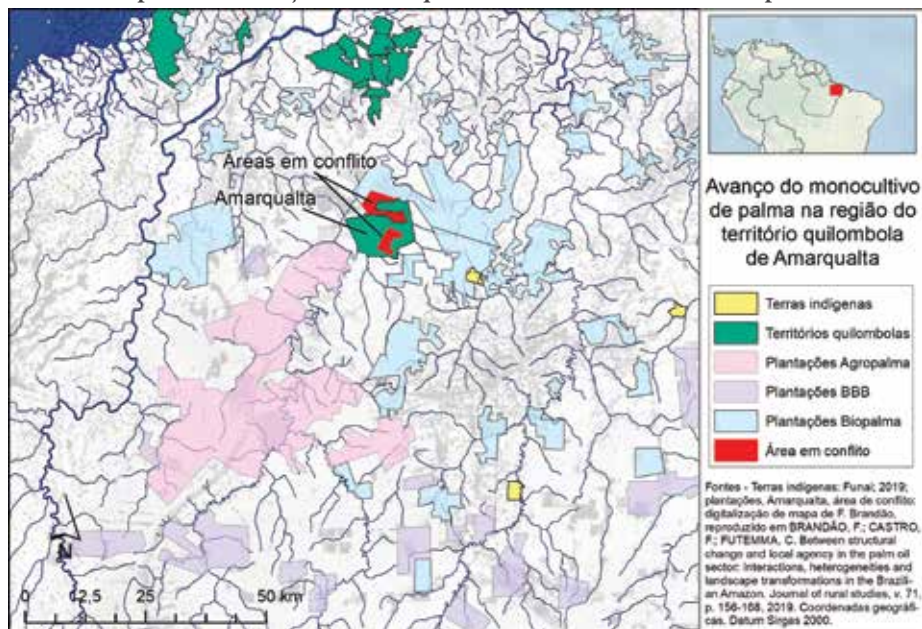 Áreas em conflito
Amarqualta
N
0 12,5 25 50 km
Avanço do monocultivo
de palma na região do
território quilombola
de Amarqualta
Terras indígenas
Territórios quilombolas
Plantações Agropalma
Plantações BBB
Plantações Biopalma
Área em conflito
Fontes - Terras indígenas: Funai, 2019;
plantações, Amarqualta, área de conflito:
digitalização de mapa de F. Brandão,
reproduzido em BRANDÃO, F.; CASTRO,
F.; FUTEMMA, C. Between structural
change and local agency in the palm oil
sector: Interactions, heterogeneities and
landscape transformations in the Brazili-
an Amazon. Journal of rural studies, v. 71,
p. 156-168, 2019. Coordenadas geográfi-
cas. Datum Sirgas 2000.